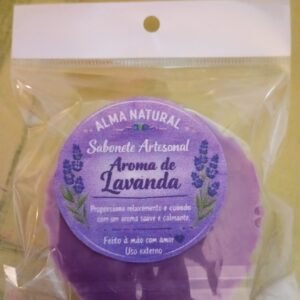 ALMA NATURAL
Sabonete Artesanal
Aroma de
Lavanda
Proporciona relaxamento e cuidado
com um aroma suave e calmante.
Feito à mão com amor
Uso externo